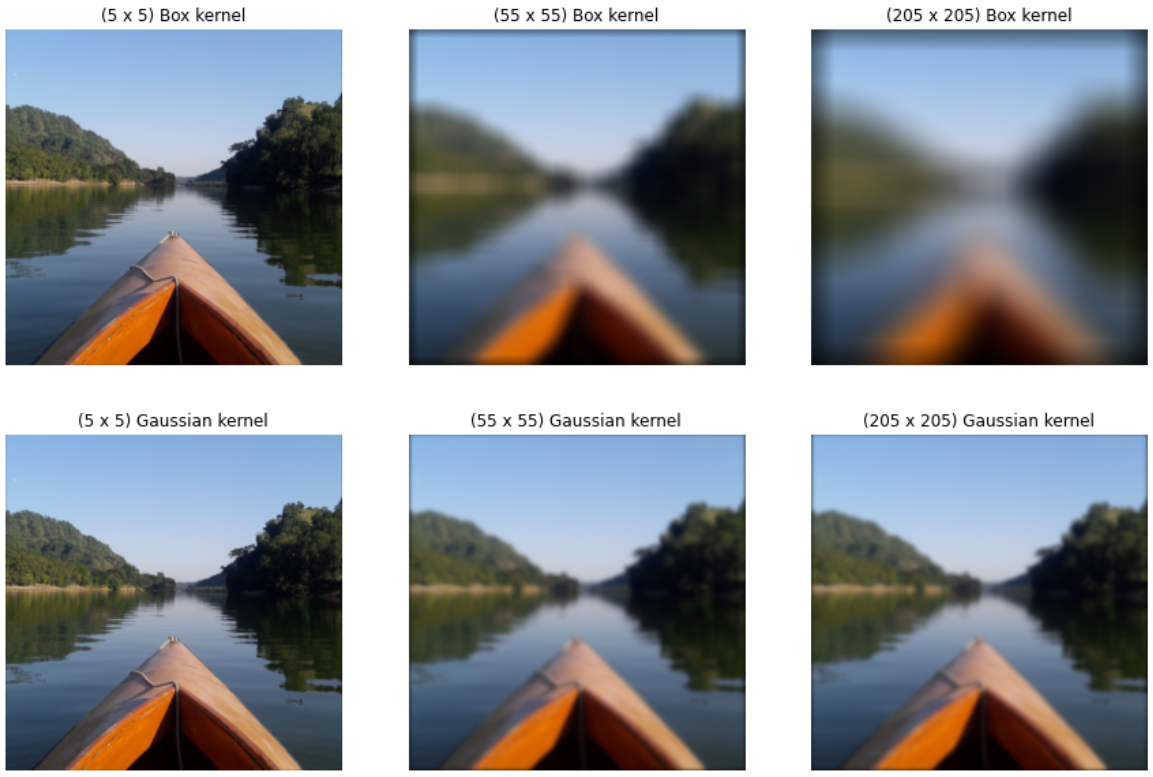 (5 x 5) Box kernel
(55 x 55) Box kernel
(205 x 205) Box kernel
(5 x 5) Gaussian kernel
(55 x 55) Gaussian kernel
(205 x 205) Gaussian kernel